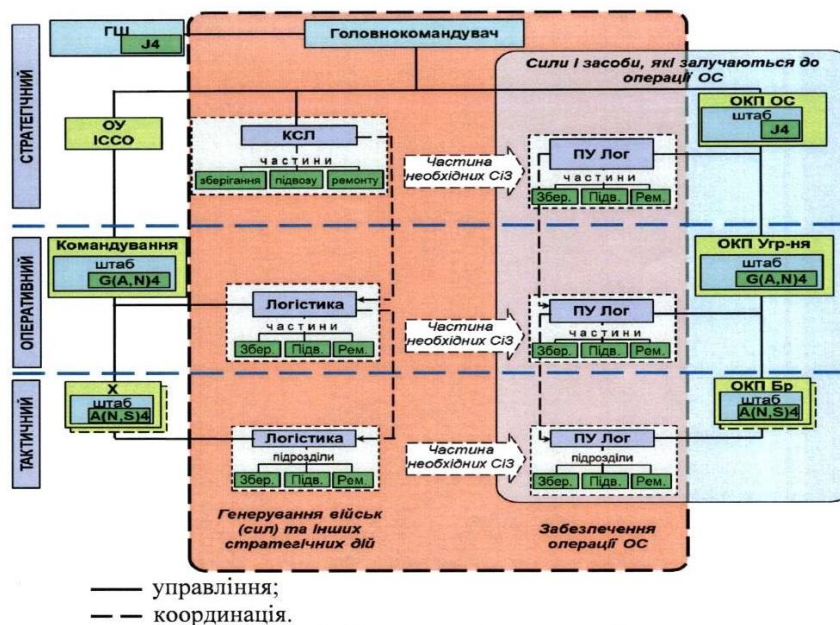 ГШ
J4
Головнокомандувач
Сили і засоби, які залучаються до
операції ОС
СТРАТЕГІЧНИЙ
ОУ
ІССО
КСЛ
частини
зберігання
підвозу
ремонту
Частина
необхідних СіЗ
ПУ Лог
частини
Збер.
Підв.
Рем.
ОКП ОС
штаб
J4
ОПЕРАТИВНИЙ
Командування
штаб
G(A,N)4
Логістика
частини
Збер.
Підв.
Рем.
Частина
необхідних СіЗ
ПУ Лог
частини
Збер.
Підв.
Рем.
ОКП Угр-ня
штаб
G(A,N)4
ТАКТИЧНИЙ
Х
штаб
A(N,S)4
Логістика
підрозділи
Збер.
Підв.
Рем.
Частина
необхідних СіЗ
ПУ Лог
підрозділи
Збер.
Підв.
Рем.
ОКП Бр
штаб
A(N,S)4
Генерування військ
(сил) та інших
стратегічних дій
Забезпечення
операції ОС
управління;
координація.